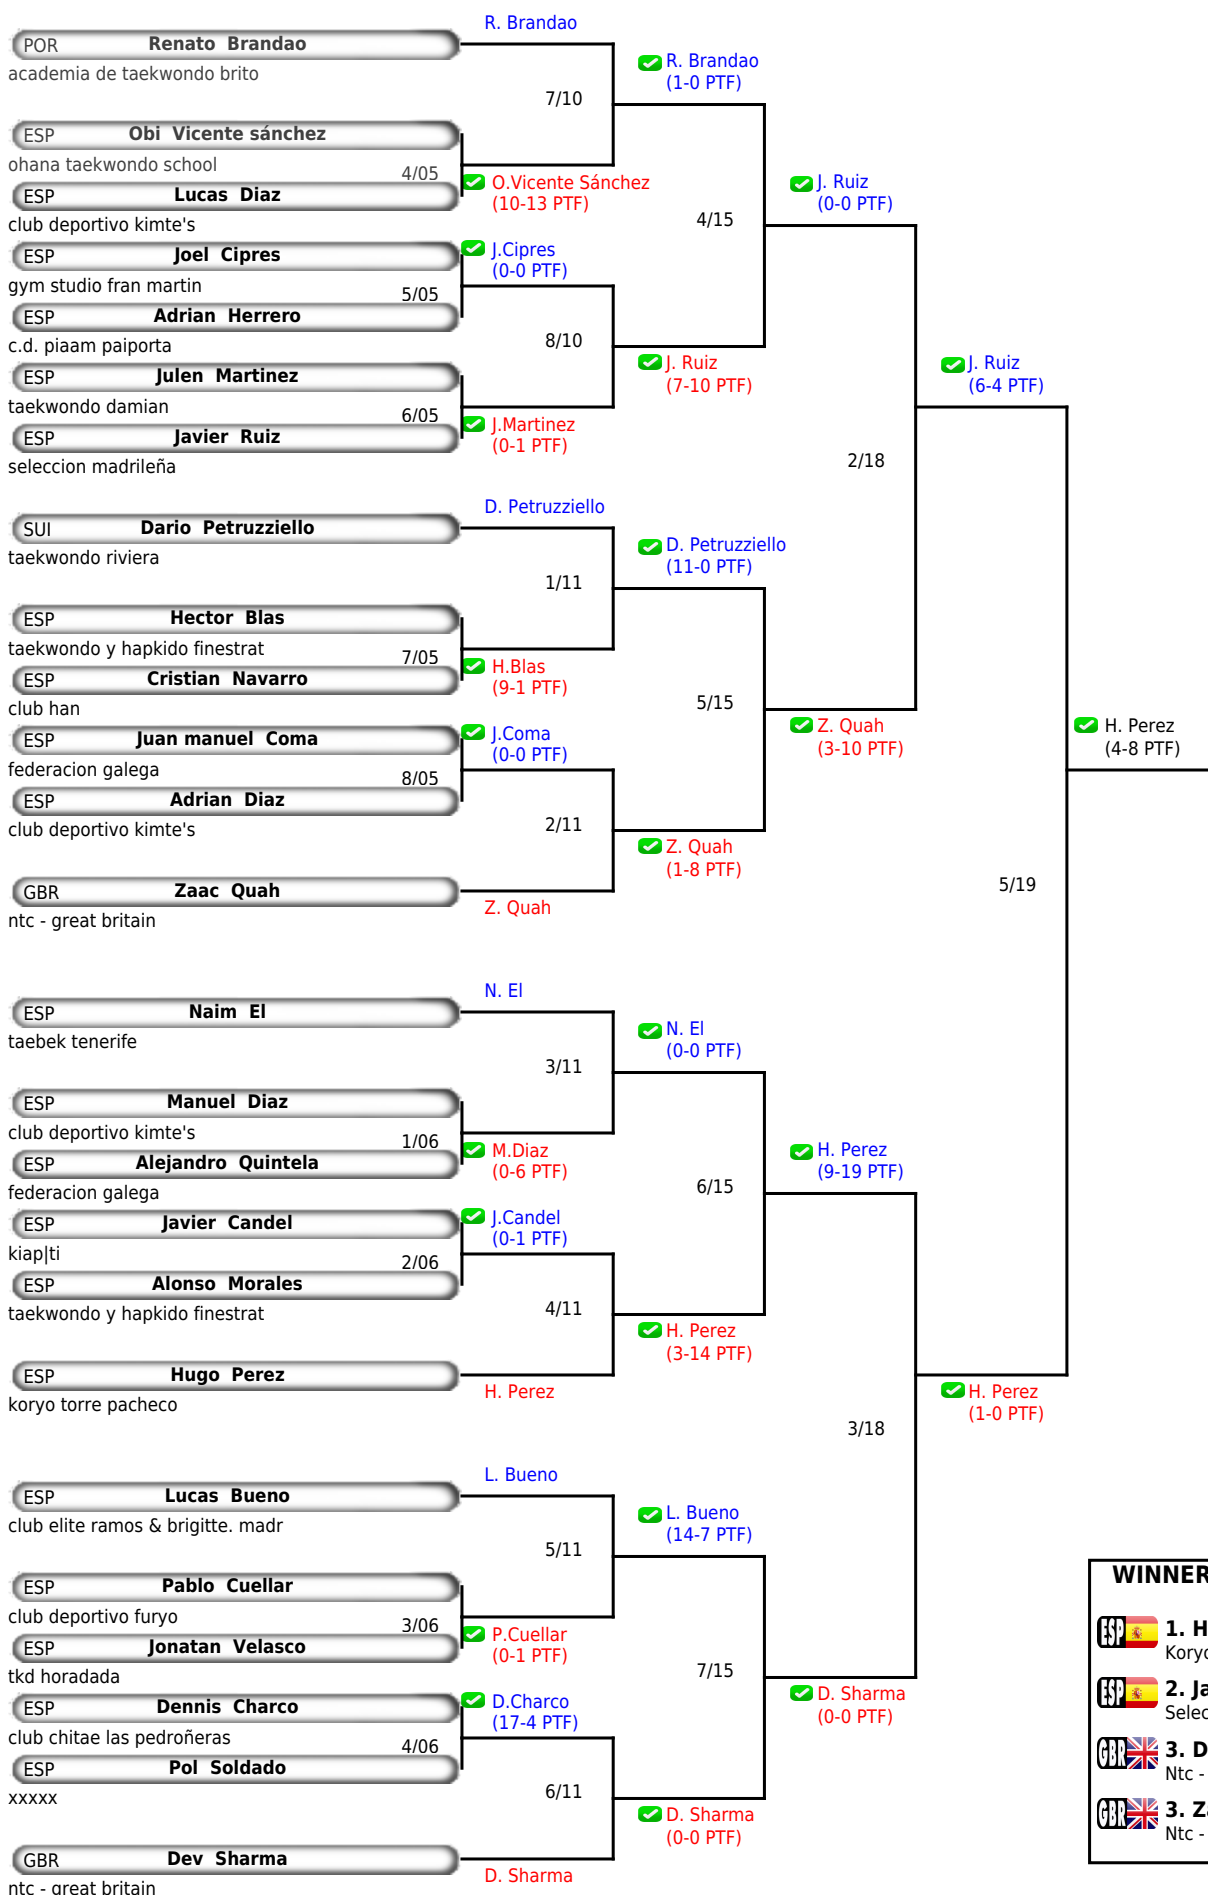 R. Brandao
POR Renato Brandao
academia de taekwondo brito
R. Brandao
(1-0 PTF)
7/10
ESP Obi Vicente sánchez
ohana taekwondo school
4/05
O.Vicente Sánchez
(10-13 PTF)
ESP Lucas Diaz
club deportivo kimte's
J. Ruiz
(0-0 PTF)
4/15
ESP Joel Cipres
gym studio fran martin
J.Cipres
(0-0 PTF)
5/05
ESP Adrian Herrero
c.d. piaam paiporta
8/10
J. Ruiz
(7-10 PTF)
ESP Julen Martinez
taekwondo damian
6/05
J.Martinez
(0-1 PTF)
ESP Javier Ruiz
seleccion madrileña
J. Ruiz
(6-4 PTF)
2/18
D. Petruzziello
SUI Dario Petruzziello
taekwondo riviera
D. Petruzziello
(11-0 PTF)
1/11
ESP Hector Blas
taekwondo y hapkido finestrat
7/05
H.Blas
(9-1 PTF)
ESP Cristian Navarro
club han
5/15
Z. Quah
(3-10 PTF)
H. Perez
(4-8 PTF)
ESP Juan manuel Coma
federacion galega
J.Coma
(0-0 PTF)
8/05
ESP Adrian Diaz
club deportivo kimte's
2/11
Z. Quah
(1-8 PTF)
GBR Zaac Quah
ntc - great britain
Z. Quah
5/19
N. El
ESP Naim El
taebek tenerife
N. El
(0-0 PTF)
3/11
ESP Manuel Diaz
club deportivo kimte's
1/06
M.Diaz
(0-6 PTF)
ESP Alejandro Quintela
federacion galega
H. Perez
(9-19 PTF)
6/15
ESP Javier Candel
kiap|ti
J.Candel
(0-1 PTF)
2/06
ESP Alonso Morales
taekwondo y hapkido finestrat
4/11
H. Perez
(3-14 PTF)
ESP Hugo Perez
koryo torre pacheco
H. Perez
H. Perez
(1-0 PTF)
3/18
L. Bueno
ESP Lucas Bueno
club elite ramos & brigitte. madr
L. Bueno
(14-7 PTF)
5/11
ESP Pablo Cuellar
club deportivo furyo
3/06
P.Cuellar
(0-1 PTF)
ESP Jonatan Velasco
tkd horadada
7/15
D. Sharma
(0-0 PTF)
ESP Dennis Charco
club chitae las pedroñeras
D.Charco
(17-4 PTF)
4/06
ESP Pol Soldado
xxxxx
6/11
D. Sharma
(0-0 PTF)
GBR Dev Sharma
ntc - great britain
D. Sharma
WINNER
ESP 1. H
Koryo
ESP 2. Ja
Selec
GBR 3. D
Ntc -
GBR 3. Za
Ntc -